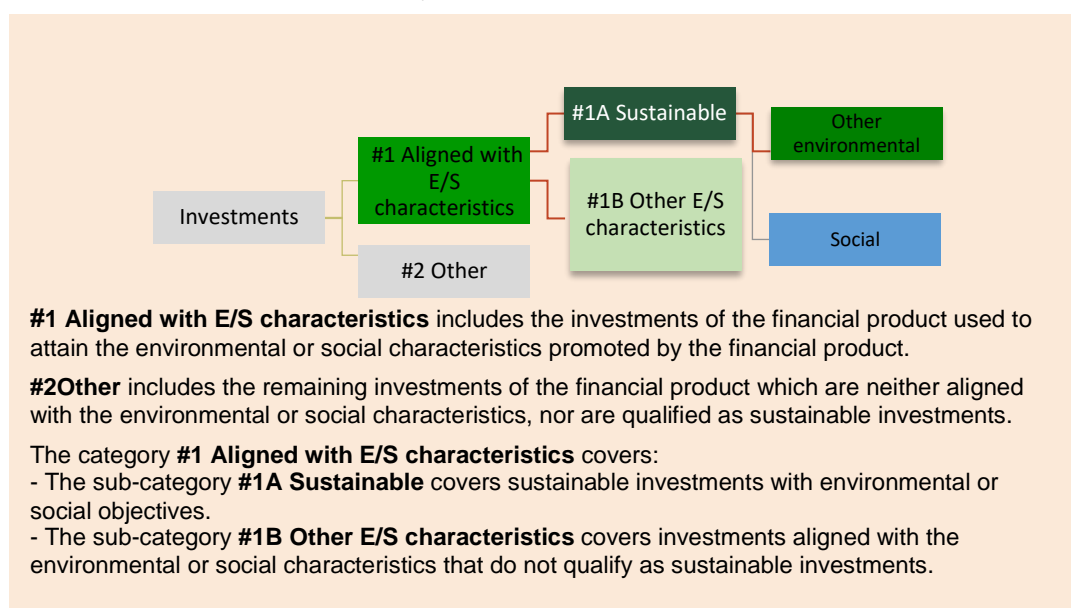 #1A Sustainable
Other
environmental
#1 Aligned with
E/S
characteristics
#1B Other E/S
characteristics
Investments
Social
#2 Other
#1 Aligned with E/S characteristics includes the investments of the financial product used to
attain the environmental or social characteristics promoted by the financial product.
#2Other includes the remaining investments of the financial product which are neither aligned
with the environmental or social characteristics, nor are qualified as sustainable investments.
The category #1 Aligned with E/S characteristics covers:
- The sub-category #1A Sustainable covers sustainable investments with environmental or
social objectives.
- The sub-category #1B Other E/S characteristics covers investments aligned with the
environmental or social characteristics that do not qualify as sustainable investments.